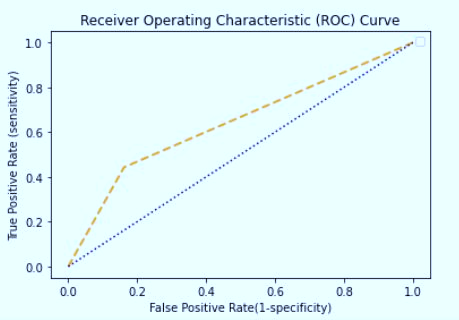 Receiver Operating Characteristic (ROC) Curve
True Positive Rate (sensitivity)
1.0
0.8
0.6
0.4
0.2
0.0
0.0 0.2 0.4 0.6 0.8 1.0
False Positive Rate(1-specificity)